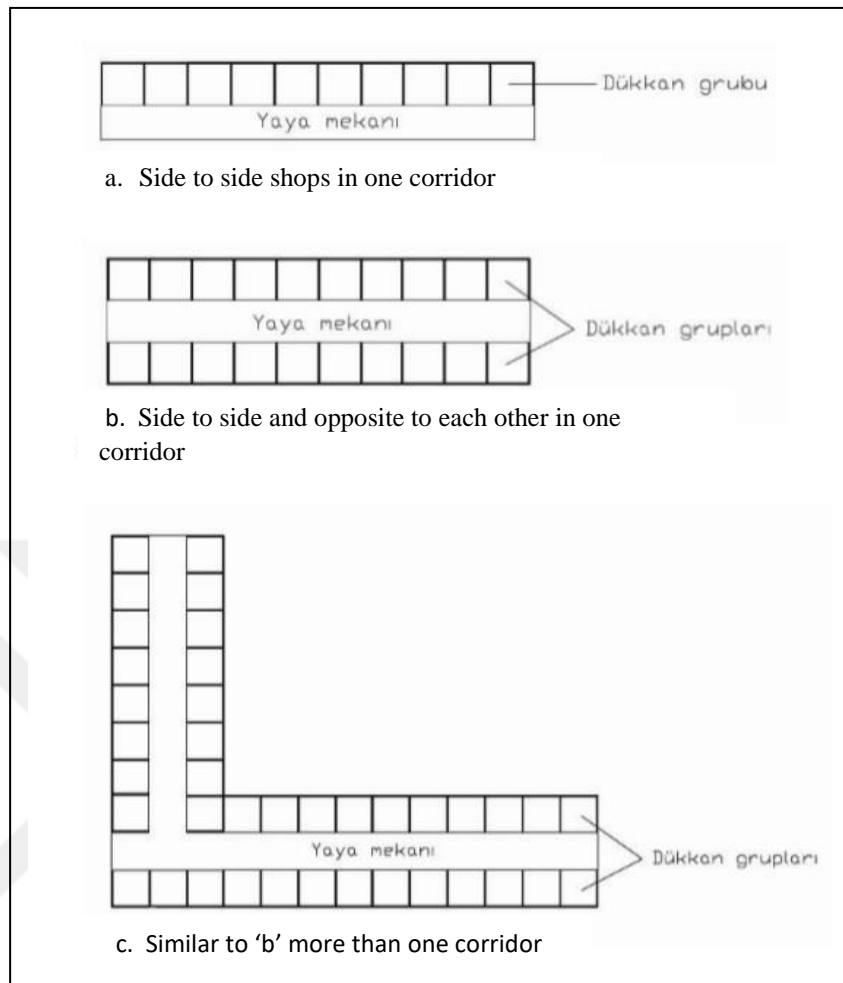 Dükkan grubu
Yaya mekanı
a. Side to side shops in one corridor
Yaya mekanı
Dükkan grupları
b. Side to side and opposite to each other in one
corridor
Yaya mekanı
Dükkan grupları
c. Similar to ‘b’ more than one corridor